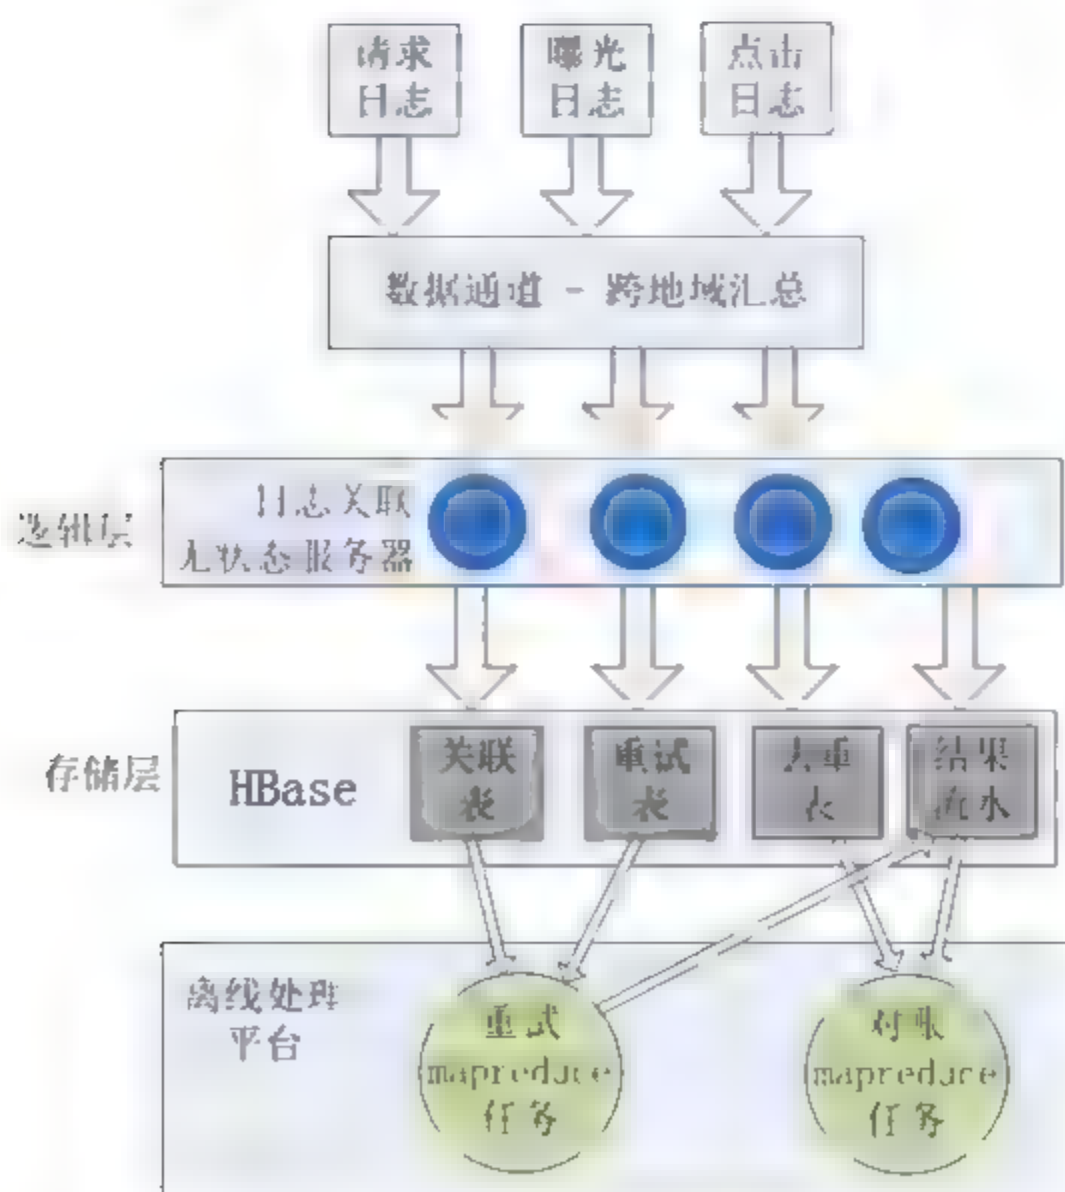 请求
日志
曝光
日志
点击
日志
数据通道 - 跨地域汇总
逻辑层
日志关联
无状态服务器
存储层
HBase
关联
表
重试
表
去重
表
结果
流水
离线处理
平台
重试
mapreduce
任务
对账
mapreduce
任务